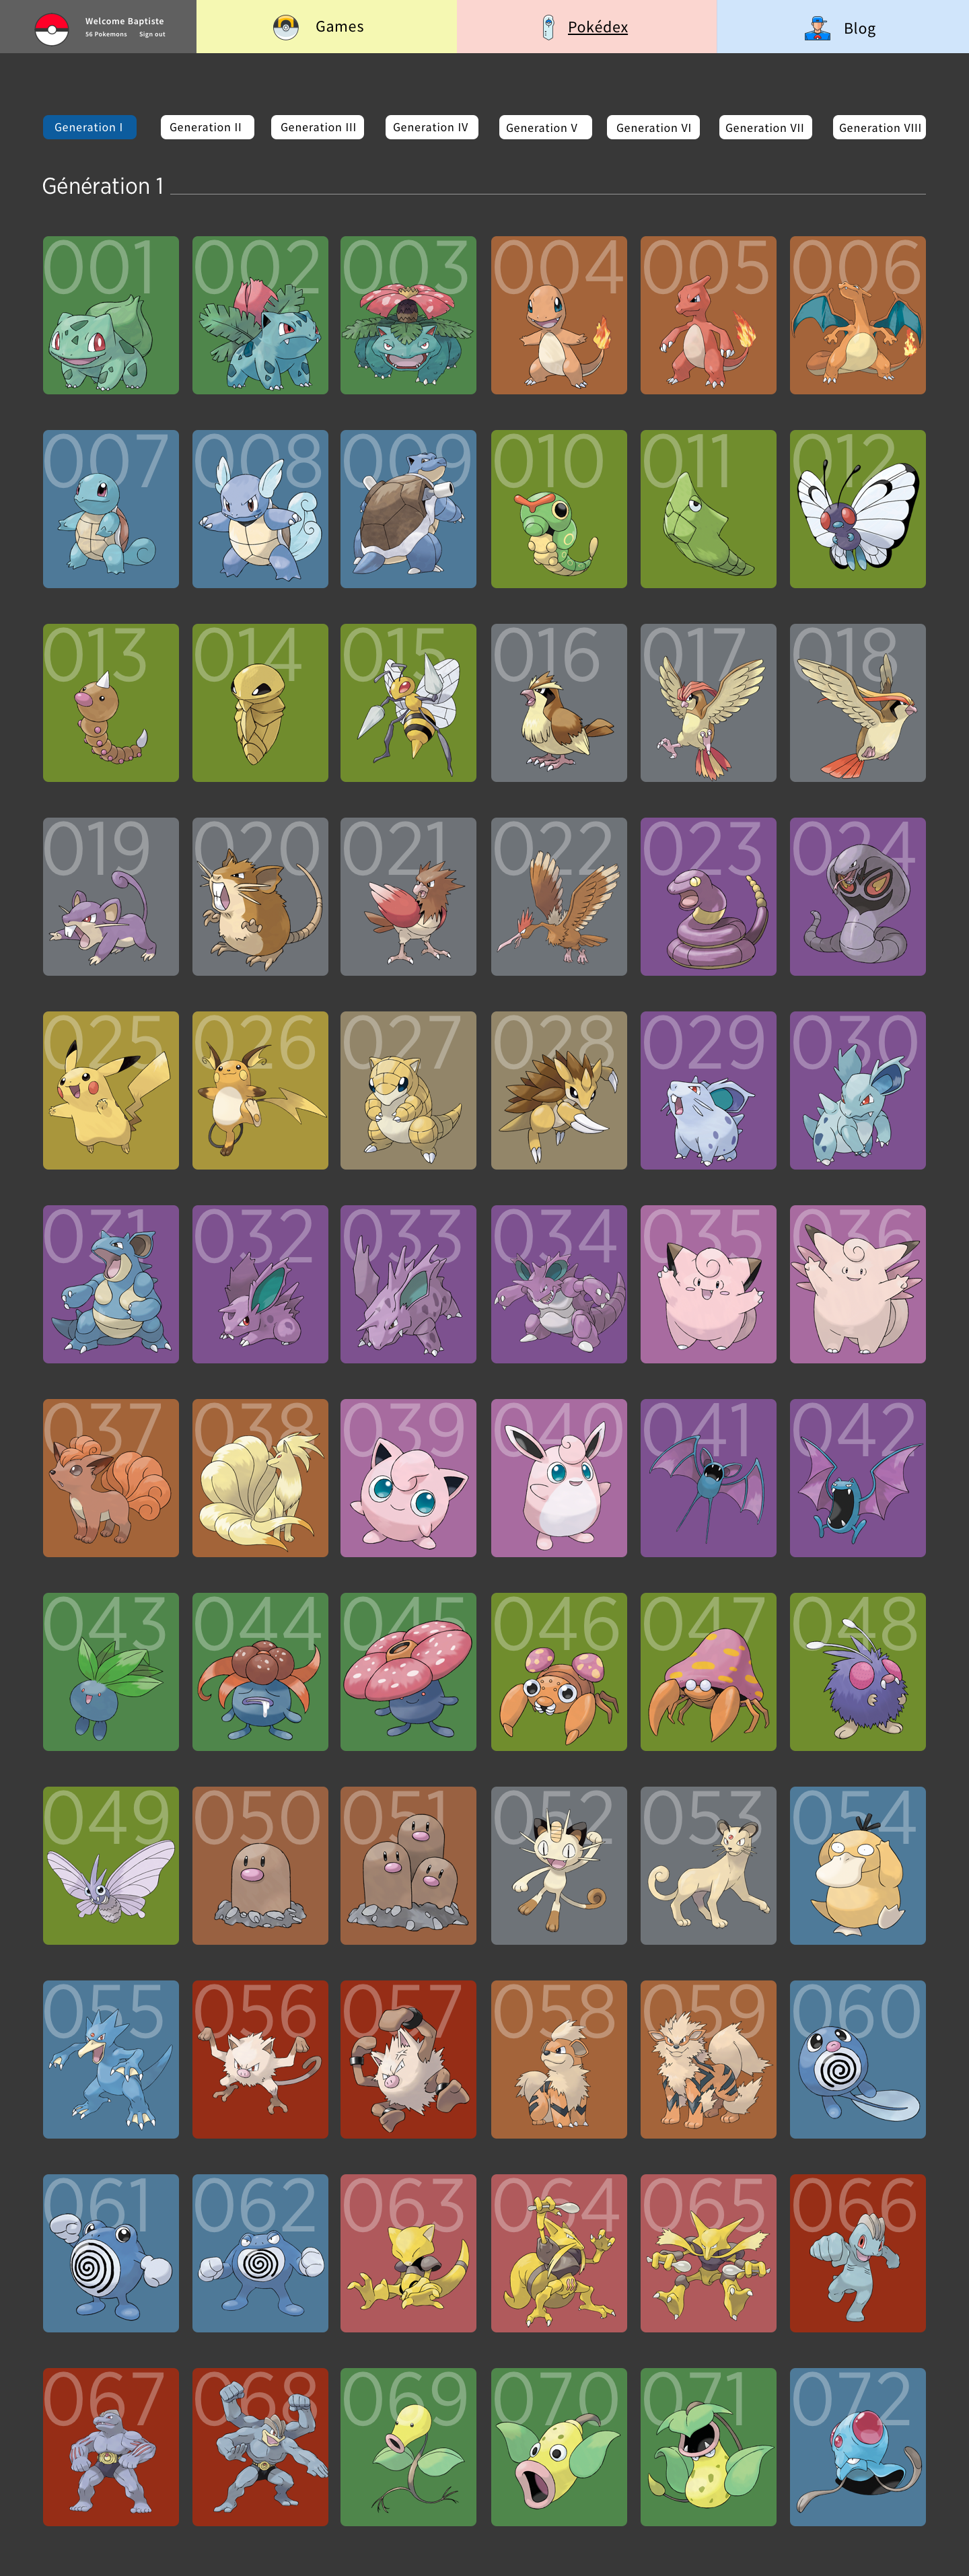 Welcome Baptiste
56 Pokemons Sign out
Games
Pokédex
Blog
Generation I Generation II Generation III Generation IV Generation V Generation VI Generation VII Generation VIII
Génération 1
001 002 003 004 005 006
007 008 009 010 011 012
013 014 015 016 017 018
019 020 021 022 023 024
025 026 027 028 029 030
031 032 033 034 035 036
037 038 039 040 041 042
043 044 045 046 047 048
049 050 051 052 053 054
055 056 057 058 059 060
061 062 063 064 065 066
067 068 069 070 071 072